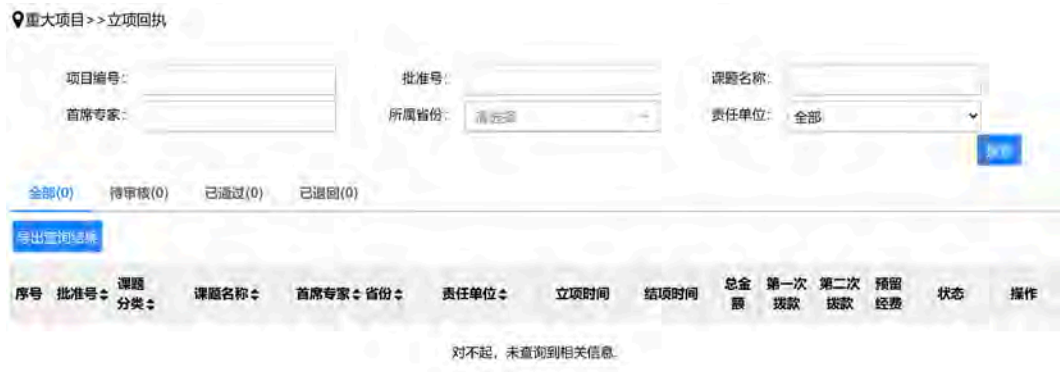 重大项目>>立项回执
项目编号: 批准号: 课题名称:
首席专家: 所属省份: 请选择 责任单位: 全部
搜索
全部(0) 待审核(0) 已通过(0) 已退回(0)
导出查询结果
序号 批准号 课题分类 课题名称 首席专家 省份 责任单位 立项时间 结项时间 总金额 第一次拨款 第二次拨款 预留经费 状态 操作
对不起，未查询到相关信息.